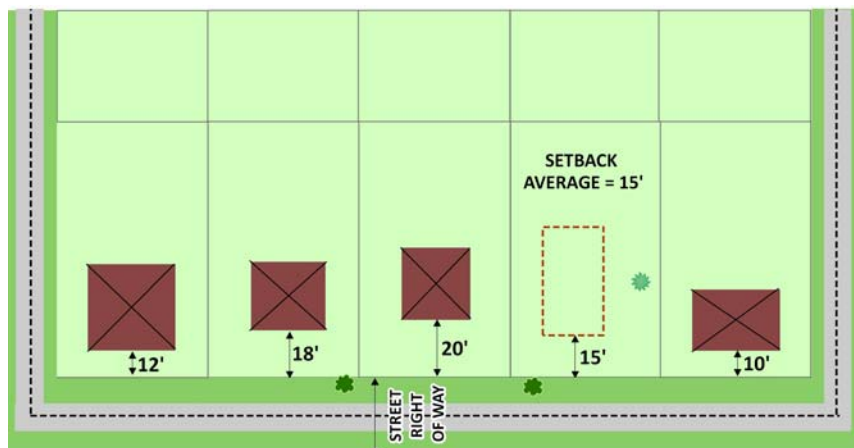 SETBACK
AVERAGE = 15'
12'
18'
20'
15'
10'
STREET
RIGHT
OF WAY